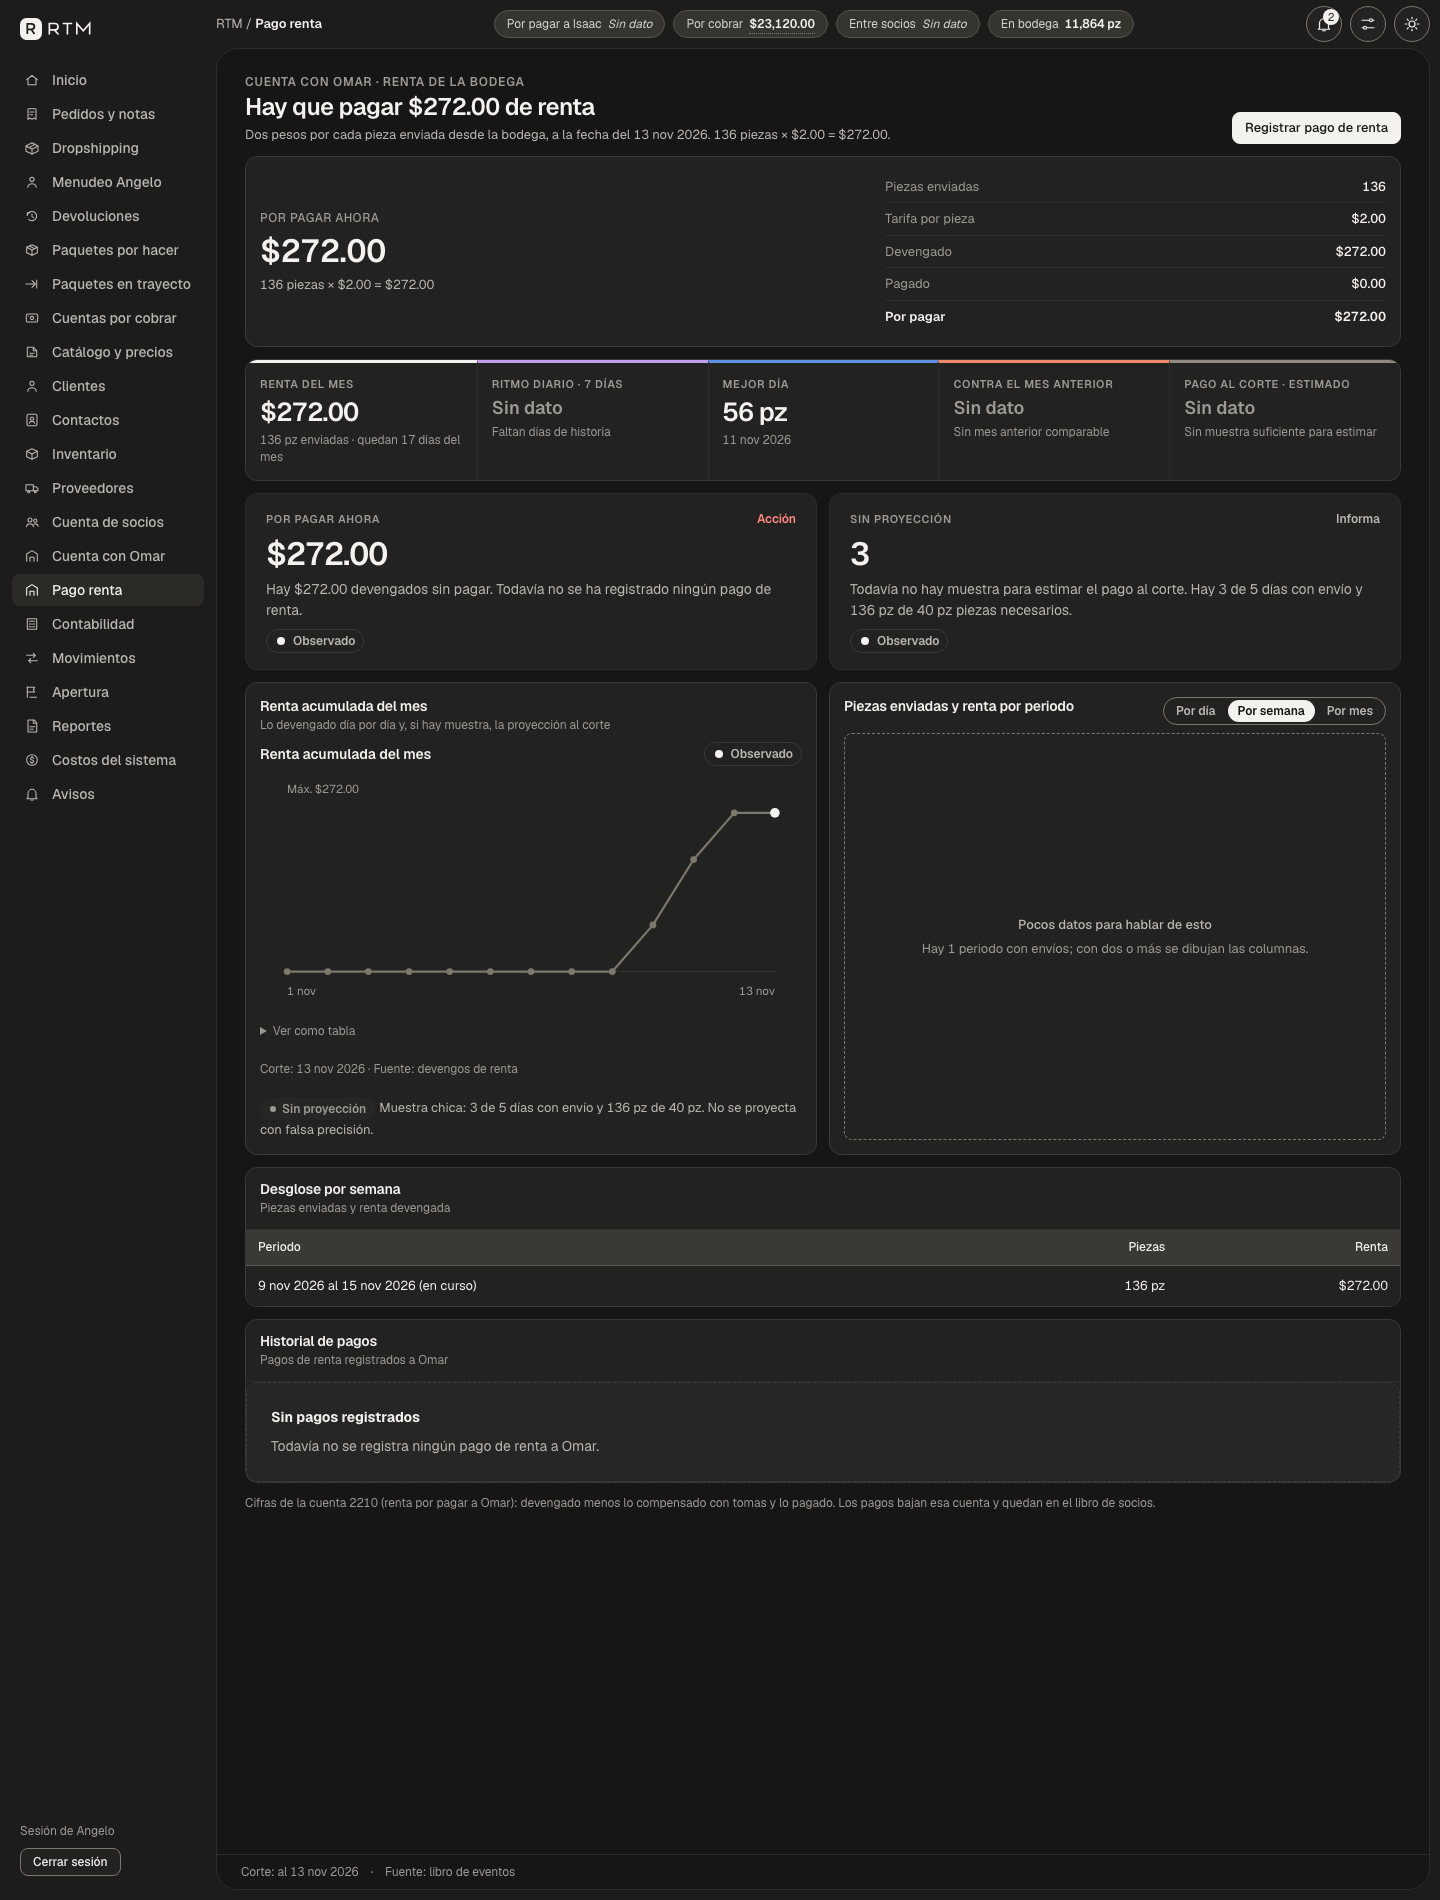 R RTM
RTM / Pago renta
Por pagar a Isaac Sin dato
Por cobrar $23,120.00
Entre socios Sin dato
En bodega 11,864 pz
2
Inicio
Pedidos y notas
Dropshipping
Menudeo Angelo
Devoluciones
Paquetes por hacer
Paquetes en trayecto
Cuentas por cobrar
Catálogo y precios
Clientes
Contactos
Inventario
Proveedores
Cuenta de socios
Cuenta con Omar
Pago renta
Contabilidad
Movimientos
Apertura
Reportes
Costos del sistema
Avisos
Sesión de Angelo
Cerrar sesión
CUENTA CON OMAR · RENTA DE LA BODEGA
Hay que pagar $272.00 de renta
Dos pesos por cada pieza enviada desde la bodega, a la fecha del 13 nov 2026. 136 piezas × $2.00 = $272.00.
Registrar pago de renta
POR PAGAR AHORA
$272.00
136 piezas × $2.00 = $272.00
Piezas enviadas 136
Tarifa por pieza $2.00
Devengado $272.00
Pagado $0.00
Por pagar $272.00
RENTA DEL MES
$272.00
136 pz enviadas · quedan 17 días del
mes
RITMO DIARIO · 7 DÍAS
Sin dato
Faltan días de historia
MEJOR DÍA
56 pz
11 nov 2026
CONTRA EL MES ANTERIOR
Sin dato
Sin mes anterior comparable
PAGO AL CORTE · ESTIMADO
Sin dato
Sin muestra suficiente para estimar
POR PAGAR AHORA
Acción
$272.00
Hay $272.00 devengados sin pagar. Todavía no se ha registrado ningún pago de
renta.
Observado
SIN PROYECCIÓN
Informa
3
Todavía no hay muestra para estimar el pago al corte. Hay 3 de 5 días con envío y
136 pz de 40 pz piezas necesarios.
Observado
Renta acumulada del mes
Lo devengado día por día y, si hay muestra, la proyección al corte
Renta acumulada del mes
Observado
Máx. $272.00
1 nov
13 nov
Ver como tabla
Corte: 13 nov 2026 · Fuente: devengos de renta
Sin proyección Muestra chica: 3 de 5 días con envío y 136 pz de 40 pz. No se proyecta
con falsa precisión.
Piezas enviadas y renta por periodo
Por día
Por semana
Por mes
Pocos datos para hablar de esto
Hay 1 periodo con envíos; con dos o más se dibujan las columnas.
Desglose por semana
Piezas enviadas y renta devengada
Periodo Piezas Renta
9 nov 2026 al 15 nov 2026 (en curso) 136 pz $272.00
Historial de pagos
Pagos de renta registrados a Omar
Sin pagos registrados
Todavía no se registra ningún pago de renta a Omar.
Cifras de la cuenta 2210 (renta por pagar a Omar): devengado menos lo compensado con tomas y lo pagado. Los pagos bajan esa cuenta y quedan en el libro de socios.
Corte: al 13 nov 2026 · Fuente: libro de eventos